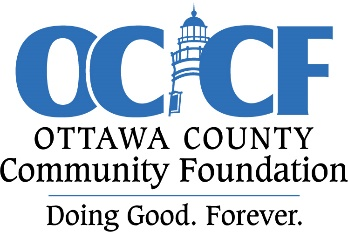 OCCF
OTTAWA COUNTY
Community Foundation
Doing Good. Forever.